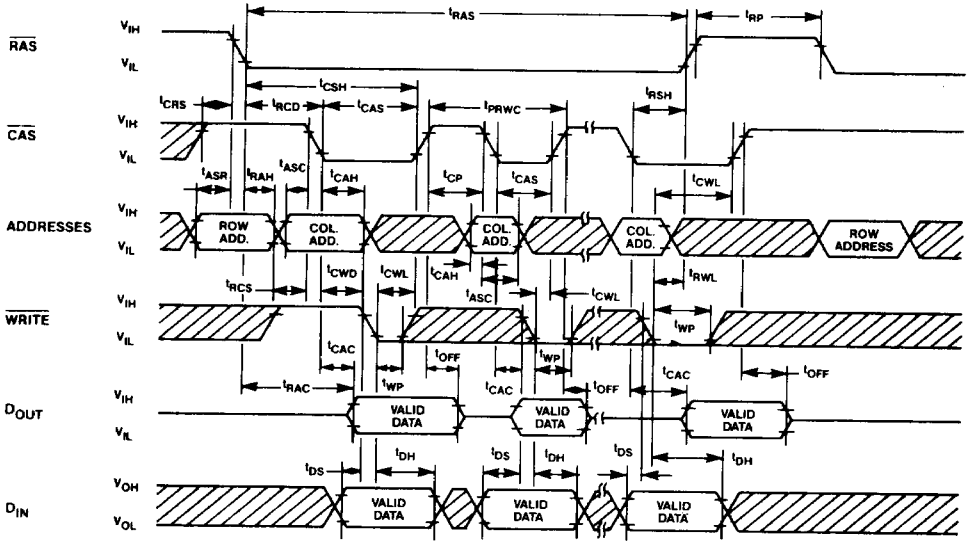 tRAS
tRP
RAS
VIH
VIL
tCSH
tCRS
tRCD
tCAS
tPRWC
tRSH
CAS
VIH
VIL
tASR
tRAH
tASC
tCAH
tCP
tCAS
tCWL
ADDRESSES
VIH
VIL
ROW ADD.
COL. ADD.
COL. ADD.
COL. ADD.
ROW ADDRESS
tRCS
tCWD
tCWL
tCAH
tASC
tCWL
tRWL
WRITE
VIH
VIL
tWP
tCAC
tOFF
tWP
tCAC
tWP
tOFF
tCAC
tOFF
tRAC
DOUT
VIH
VIL
VALID DATA
VALID DATA
VALID DATA
tDS
tDH
tDS
tDH
tDS
tDH
DIN
VOH
VOL
VALID DATA
VALID DATA
VALID DATA